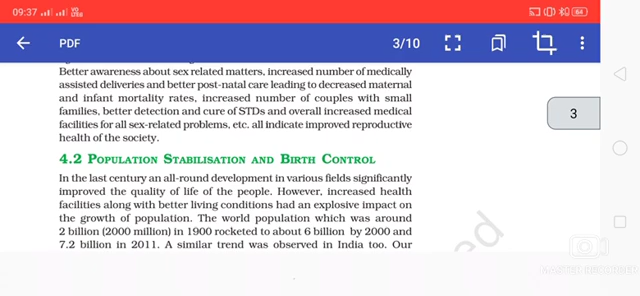 09:37
64
PDF
3/10
Better awareness about sex related matters, increased number of medically
assisted deliveries and better post-natal care leading to decreased maternal
and infant mortality rates, increased number of couples with small
families, better detection and cure of STDs and overall increased medical
facilities for all sex-related problems, etc. all indicate improved reproductive
health of the society.
3
4.2 POPULATION STABILISATION AND BIRTH CONTROL
In the last century an all-round development in various fields significantly
improved the quality of life of the people. However, increased health
facilities along with better living conditions had an explosive impact on
the growth of population. The world population which was around
2 billion (2000 million) in 1900 rocketed to about 6 billion by 2000 and
7.2 billion in 2011. A similar trend was observed in India too. Our
ed